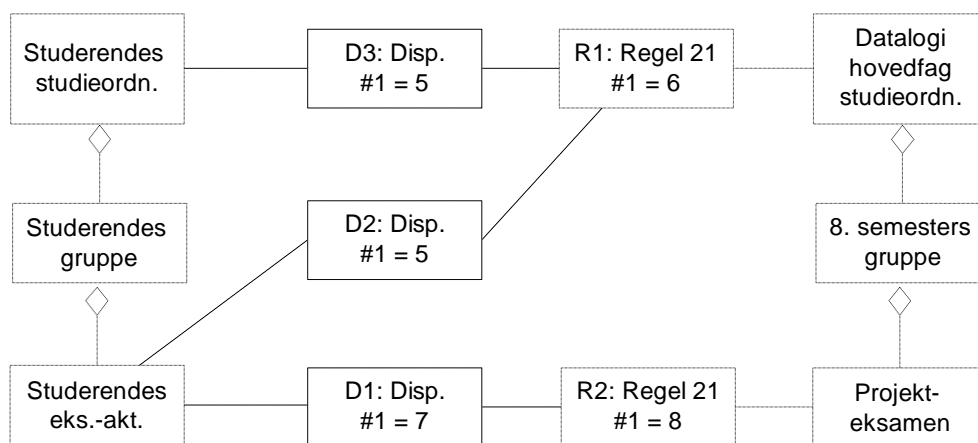 Studerendes
studieordn.
D3: Disp.
#1 = 5
R1: Regel 21
#1 = 6
Datalogi
hovedfag
studieordn.
Studerendes
gruppe
D2: Disp.
#1 = 5
8. semesters
gruppe
Studerendes
eks.-akt.
D1: Disp.
#1 = 7
R2: Regel 21
#1 = 8
Projekt-
eksamen